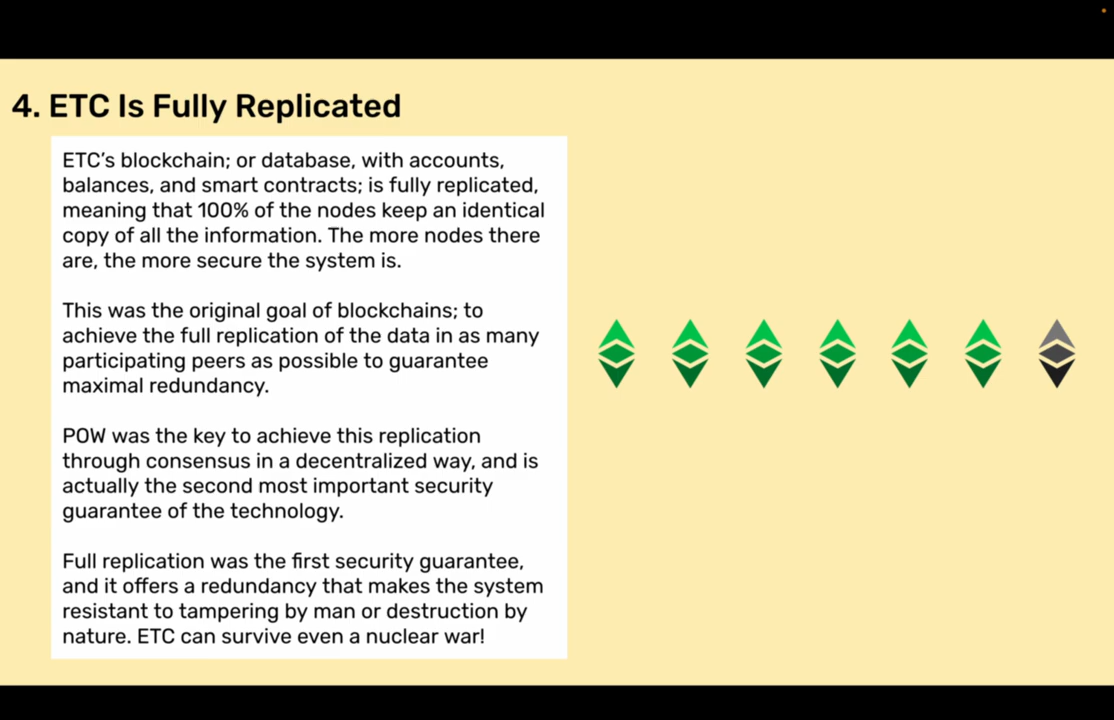 4. ETC Is Fully Replicated
ETC’s blockchain; or database, with accounts,
balances, and smart contracts; is fully replicated,
meaning that 100% of the nodes keep an identical
copy of all the information. The more nodes there
are, the more secure the system is.
This was the original goal of blockchains; to
achieve the full replication of the data in as many
participating peers as possible to guarantee
maximal redundancy.
POW was the key to achieve this replication
through consensus in a decentralized way, and is
actually the second most important security
guarantee of the technology.
Full replication was the first security guarantee,
and it offers a redundancy that makes the system
resistant to tampering by man or destruction by
nature. ETC can survive even a nuclear war!